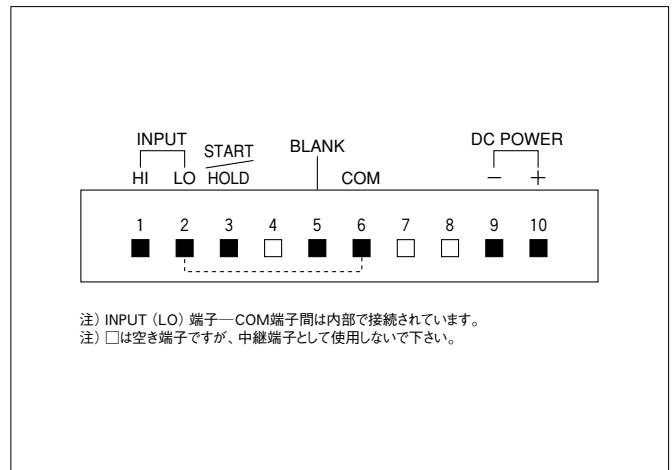 INPUT START BLANK DC POWER
HI LO HOLD COM − +
1 2 3 4 5 6 7 8 9 10
注) INPUT (LO) 端子―COM端子間は内部で接続されています。
注) □は空き端子ですが、中継端子として使用しないで下さい。